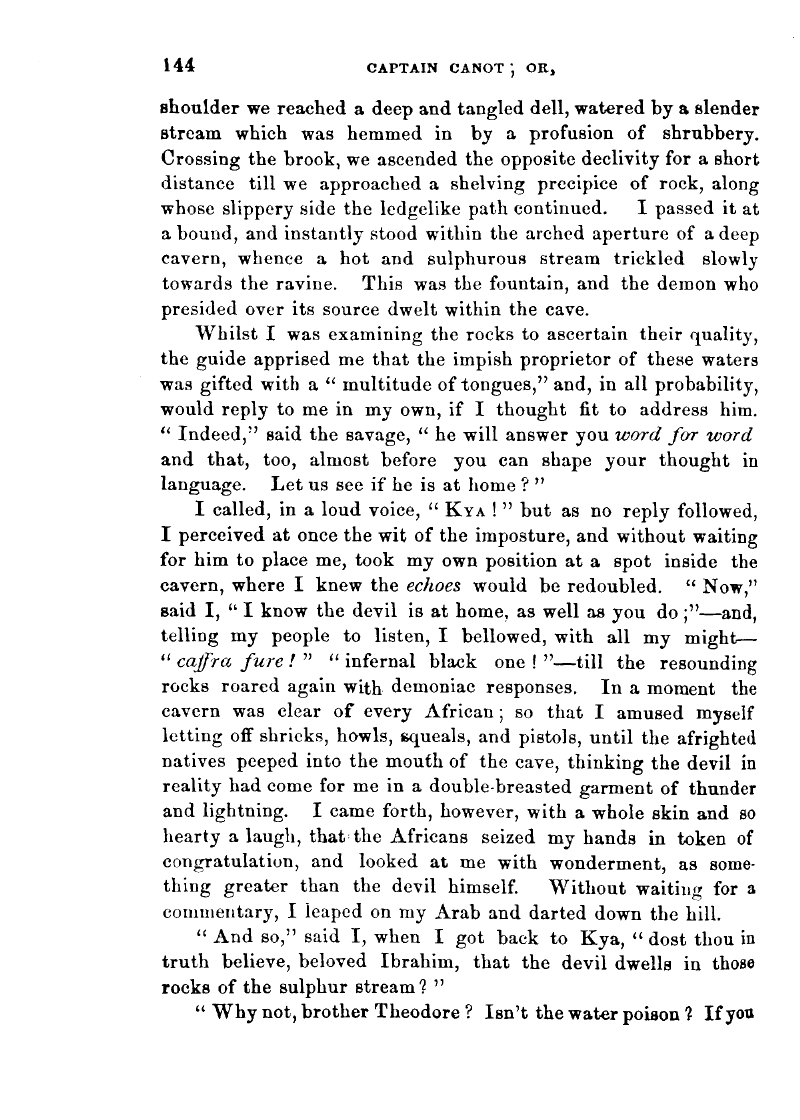 144 CAPTAIN CANOT; OR,
shoulder we reached a deep and tangled dell, watered by a slender
stream which was hemmed in by a profusion of shrubbery.
Crossing the brook, we ascended the opposite declivity for a short
distance till we approached a shelving precipice of rock, along
whose slippery side the ledgelike path continued. I passed it at
a bound, and instantly stood within the arched aperture of a deep
cavern, whence a hot and sulphurous stream trickled slowly
towards the ravine. This was the fountain, and the demon who
presided over its source dwelt within the cave.
Whilst I was examining the rocks to ascertain their quality,
the guide apprised me that the impish proprietor of these waters
was gifted with a “ multitude of tongues,” and, in all probability,
would reply to me in my own, if I thought fit to address him.
“ Indeed,” said the savage, “ he will answer you word for word
and that, too, almost before you can shape your thought in
language. Let us see if he is at home ? ”
I called, in a loud voice, “ KYA ! ” but as no reply followed,
I perceived at once the wit of the imposture, and without waiting
for him to place me, took my own position at a spot inside the
cavern, where I knew the echoes would be redoubled. “ Now,”
said I, “ I know the devil is at home, as well as you do ;”—and,
telling my people to listen, I bellowed, with all my might—
“ caffra fure ! ” “ infernal black one ! ”—till the resounding
rocks roared again with demoniac responses. In a moment the
cavern was clear of every African ; so that I amused myself
letting off shrieks, howls, squeals, and pistols, until the afrighted
natives peeped into the mouth of the cave, thinking the devil in
reality had come for me in a double-breasted garment of thunder
and lightning. I came forth, however, with a whole skin and so
hearty a laugh, that the Africans seized my hands in token of
congratulation, and looked at me with wonderment, as some-
thing greater than the devil himself. Without waiting for a
commentary, I leaped on my Arab and darted down the hill.
“ And so,” said I, when I got back to Kya, “ dost thou in
truth believe, beloved Ibrahim, that the devil dwells in those
rocks of the sulphur stream ? ”
“ Why not, brother Theodore ? Isn’t the water poison ? If you